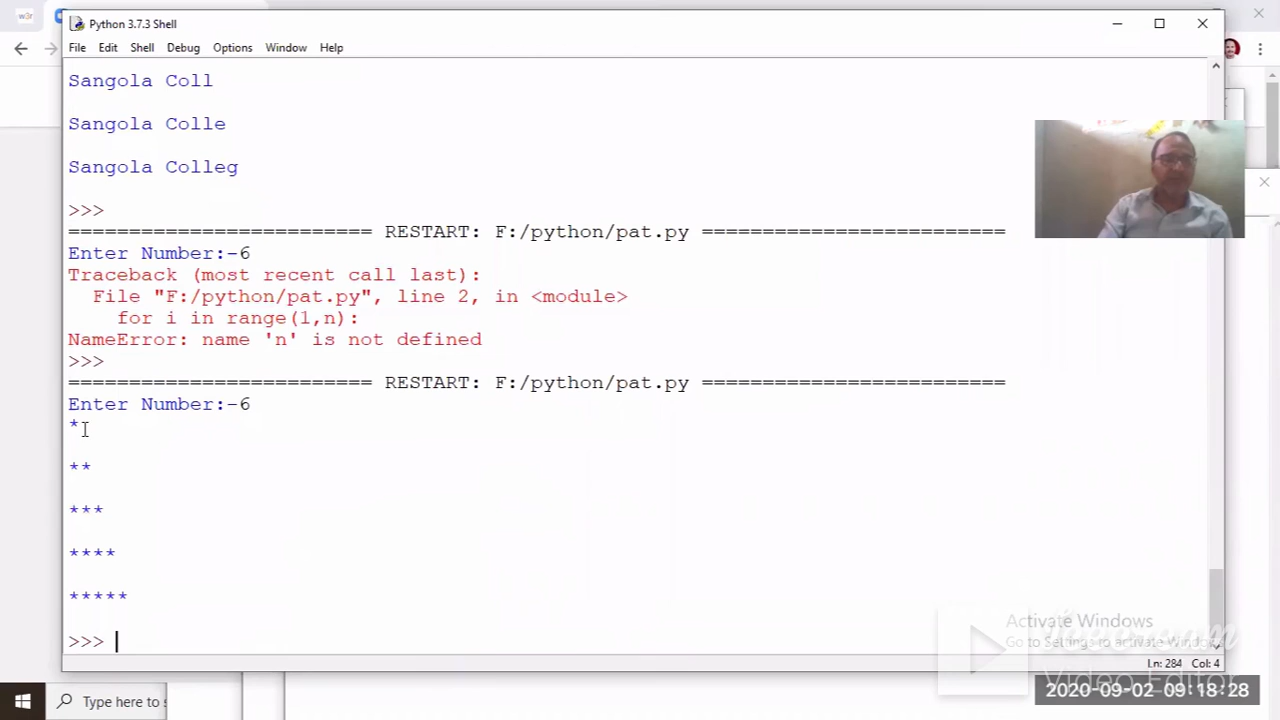 w3r
Python 3.7.3 Shell
File Edit Shell Debug Options Window Help
Sangola Coll
Sangola Colle
Sangola Colleg
>>>
========================= RESTART: F:/python/pat.py =========================
Enter Number:-6
Traceback (most recent call last):
File "F:/python/pat.py", line 2, in <module>
for i in range(1,n):
NameError: name 'n' is not defined
>>>
========================= RESTART: F:/python/pat.py =========================
Enter Number:-6
*
**
***
****
*****
>>>
Activate Windows
Go to Settings to activate Windows
Video Editor
Ln: 284 Col: 4
Type here to s
2020-09-02 09:18:28